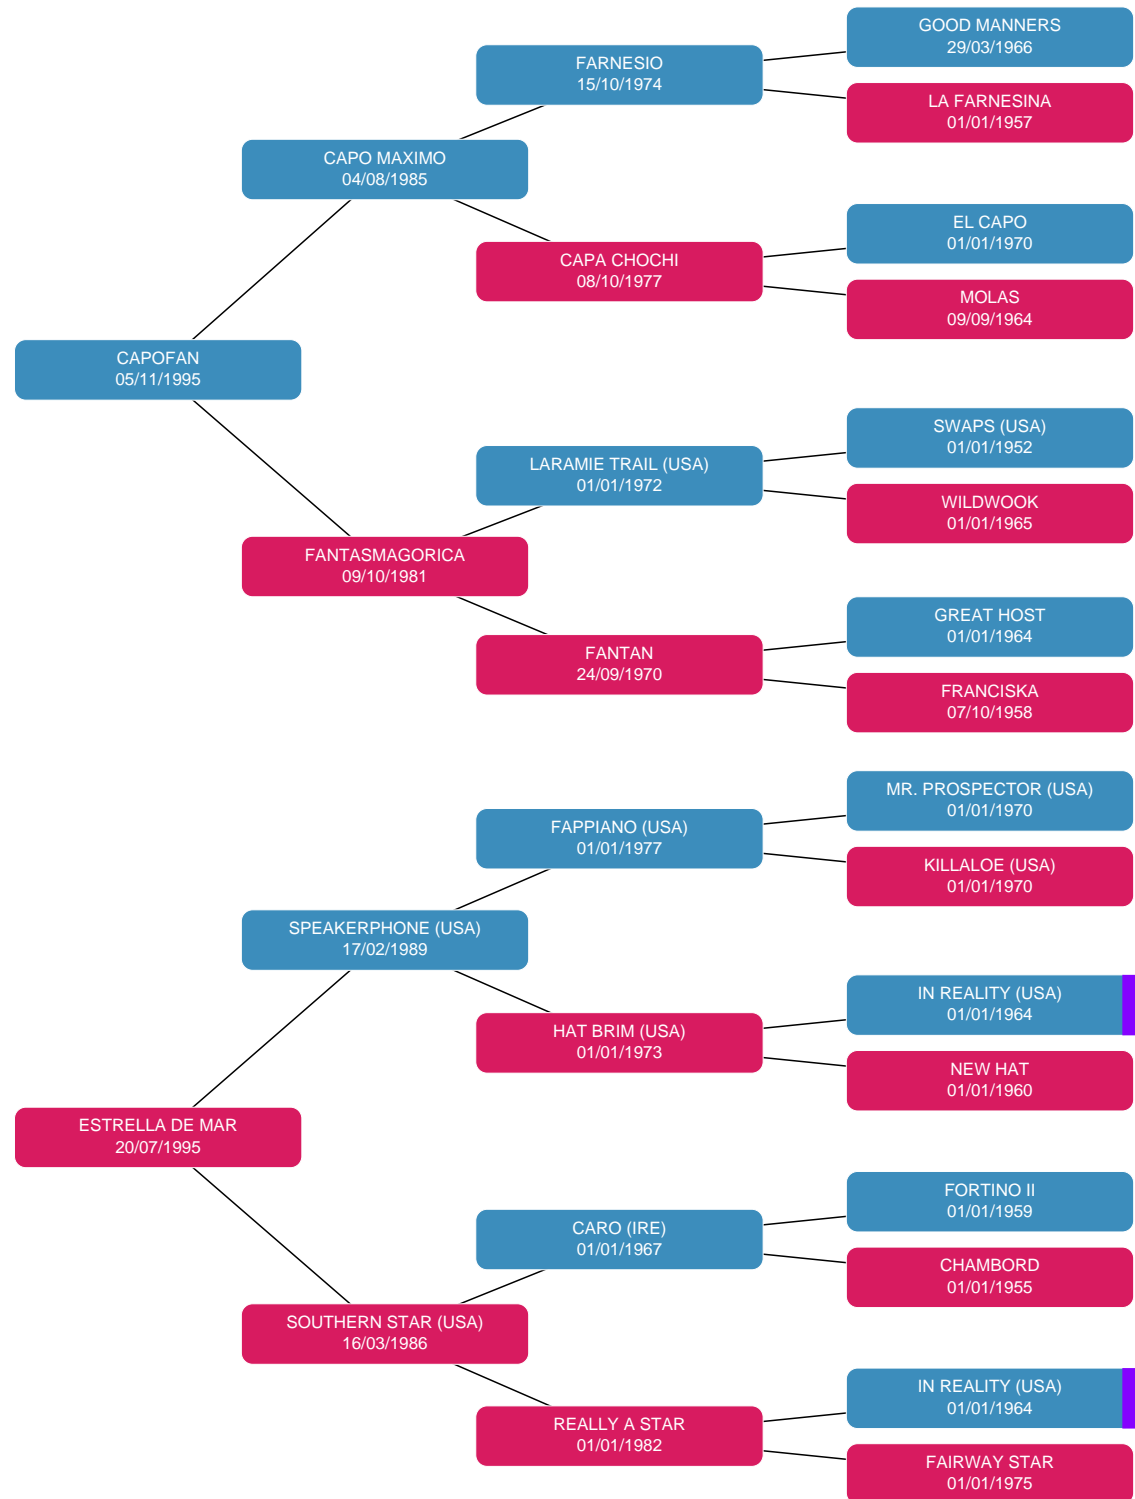 GOOD MANNERS
29/03/1966
FARNESIO
15/10/1974
LA FARNESINA
01/01/1957
CAPO MAXIMO
04/08/1985
EL CAPO
01/01/1970
CAPA CHOCHI
08/10/1977
MOLAS
09/09/1964
CAPOFAN
05/11/1995
SWAPS (USA)
01/01/1952
LARAMIE TRAIL (USA)
01/01/1972
WILDWOOK
01/01/1965
FANTASMAGORICA
09/10/1981
GREAT HOST
01/01/1964
FANTAN
24/09/1970
FRANCISKA
07/10/1958
MR. PROSPECTOR (USA)
01/01/1970
FAPPIANO (USA)
01/01/1977
KILLALOE (USA)
01/01/1970
SPEAKERPHONE (USA)
17/02/1989
IN REALITY (USA)
01/01/1964
HAT BRIM (USA)
01/01/1973
NEW HAT
01/01/1960
ESTRELLA DE MAR
20/07/1995
FORTINO II
01/01/1959
CARO (IRE)
01/01/1967
CHAMBORD
01/01/1955
SOUTHERN STAR (USA)
16/03/1986
IN REALITY (USA)
01/01/1964
REALLY A STAR
01/01/1982
FAIRWAY STAR
01/01/1975